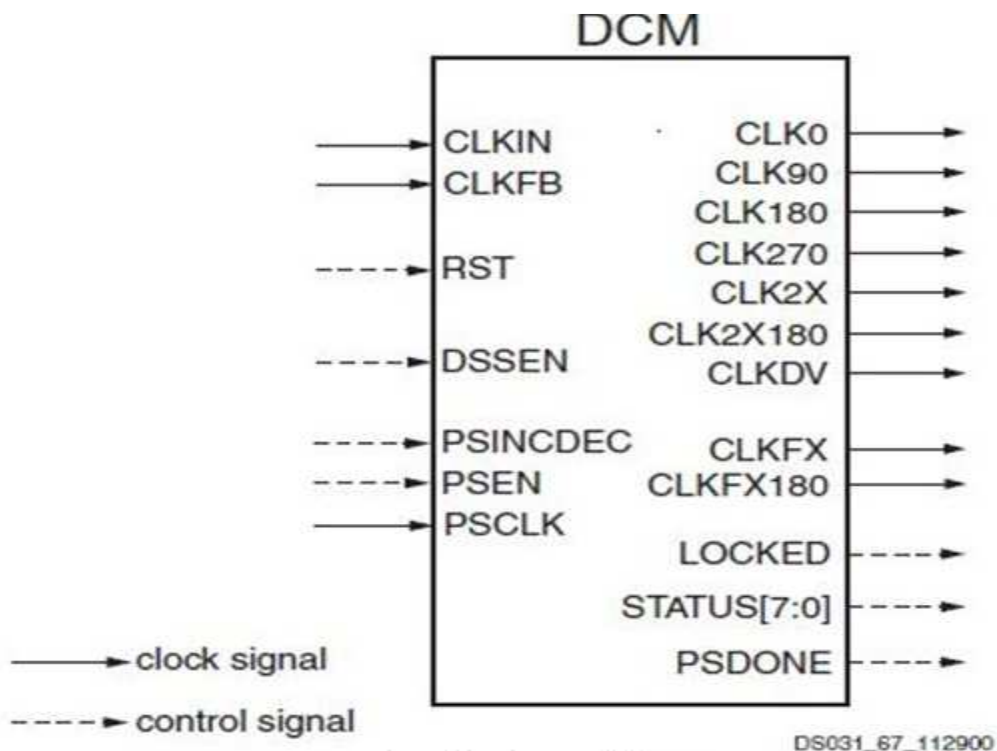 DCM
CLKIN
CLKFB
RST
DSSEN
PSINCDEC
PSEN
PSCLK
CLK0
CLK90
CLK180
CLK270
CLK2X
CLK2X180
CLKDV
CLKFX
CLKFX180
LOCKED
STATUS[7:0]
PSDONE
clock signal
control signal
DS031_67_112900